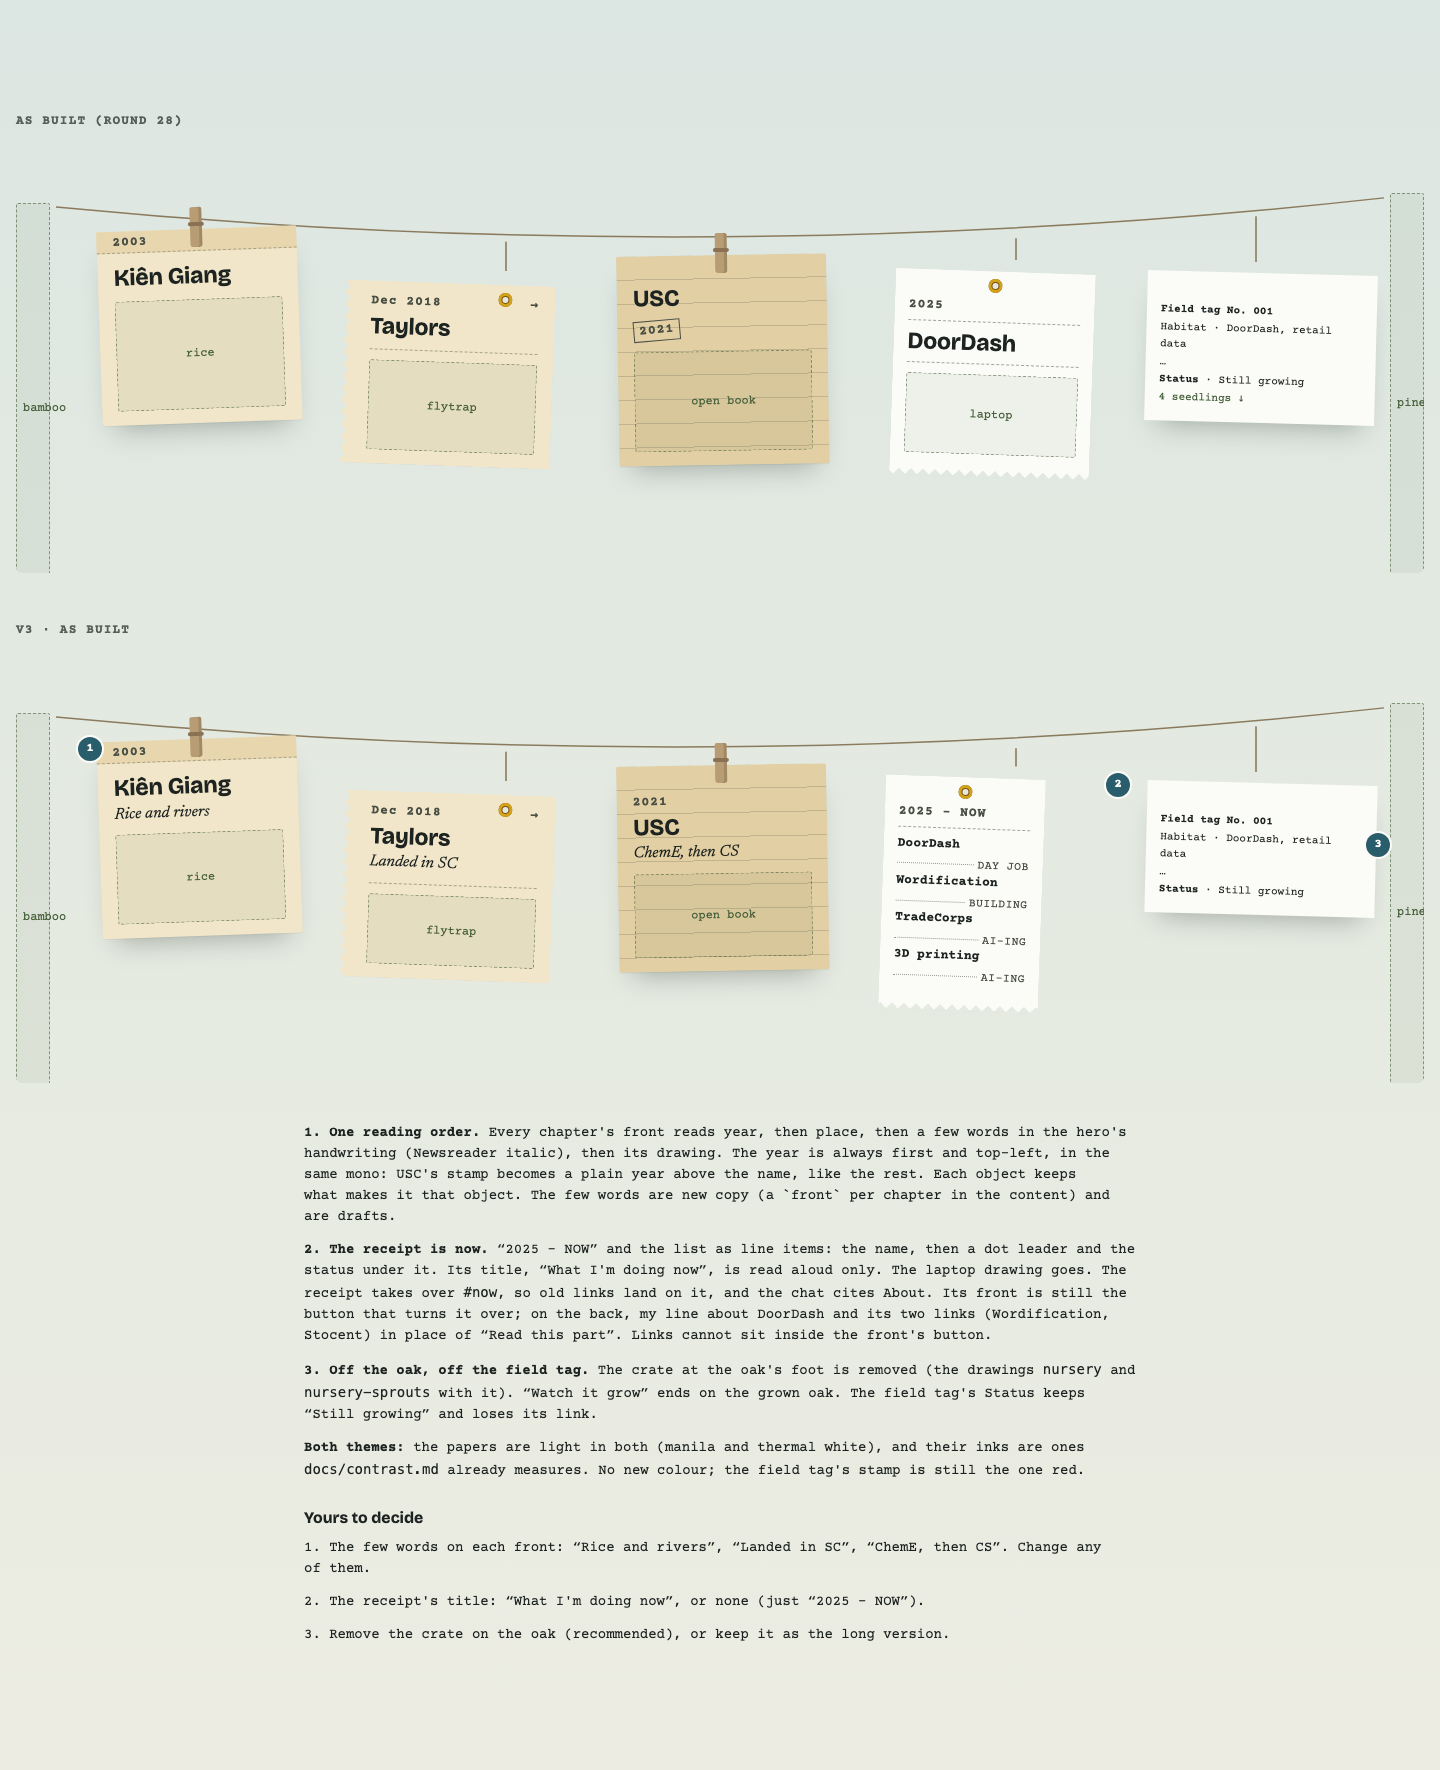 AS BUILT (ROUND 28)
bamboo
2003
Kiên Giang
rice
Dec 2018 →
Taylors
flytrap
USC
2021
open book
2025
DoorDash
laptop
Field tag No. 001
Habitat · DoorDash, retail
data
…
Status · Still growing
4 seedlings ↓
pine
V3 · AS BUILT
bamboo
1
2003
Kiên Giang
Rice and rivers
rice
Dec 2018 →
Taylors
Landed in SC
flytrap
2021
USC
ChemE, then CS
open book
2025 – NOW
DoorDash
DAY JOB
Wordification
BUILDING
TradeCorps
AI-ING
3D printing
AI-ING
2
Field tag No. 001
Habitat · DoorDash, retail
data
…
Status · Still growing
3
pine
1. One reading order. Every chapter's front reads year, then place, then a few words in the hero's
handwriting (Newsreader italic), then its drawing. The year is always first and top-left, in the
same mono: USC's stamp becomes a plain year above the name, like the rest. Each object keeps
what makes it that object. The few words are new copy (a `front` per chapter in the content) and
are drafts.
2. The receipt is now. “2025 – NOW” and the list as line items: the name, then a dot leader and the
status under it. Its title, “What I'm doing now”, is read aloud only. The laptop drawing goes. The
receipt takes over #now, so old links land on it, and the chat cites About. Its front is still the
button that turns it over; on the back, my line about DoorDash and its two links (Wordification,
Stocent) in place of “Read this part”. Links cannot sit inside the front's button.
3. Off the oak, off the field tag. The crate at the oak's foot is removed (the drawings nursery and
nursery-sprouts with it). “Watch it grow” ends on the grown oak. The field tag's Status keeps
“Still growing” and loses its link.
Both themes: the papers are light in both (manila and thermal white), and their inks are ones
docs/contrast.md already measures. No new colour; the field tag's stamp is still the one red.
Yours to decide
1. The few words on each front: “Rice and rivers”, “Landed in SC”, “ChemE, then CS”. Change any
of them.
2. The receipt's title: “What I'm doing now”, or none (just “2025 – NOW”).
3. Remove the crate on the oak (recommended), or keep it as the long version.